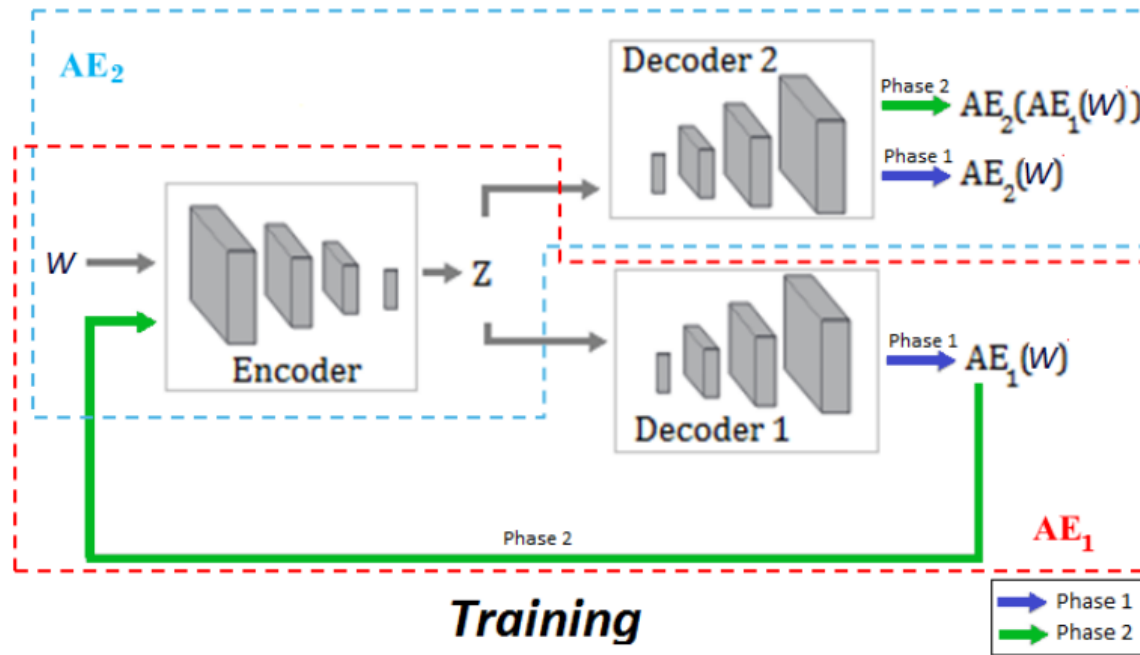 AE₂
Decoder 2
Phase 2
AE₂(AE₁(W))
Phase 1
AE₂(W)
W
Encoder
Z
Decoder 1
Phase 1
AE₁(W)
Phase 2
AE₁
Training
Phase 1
Phase 2